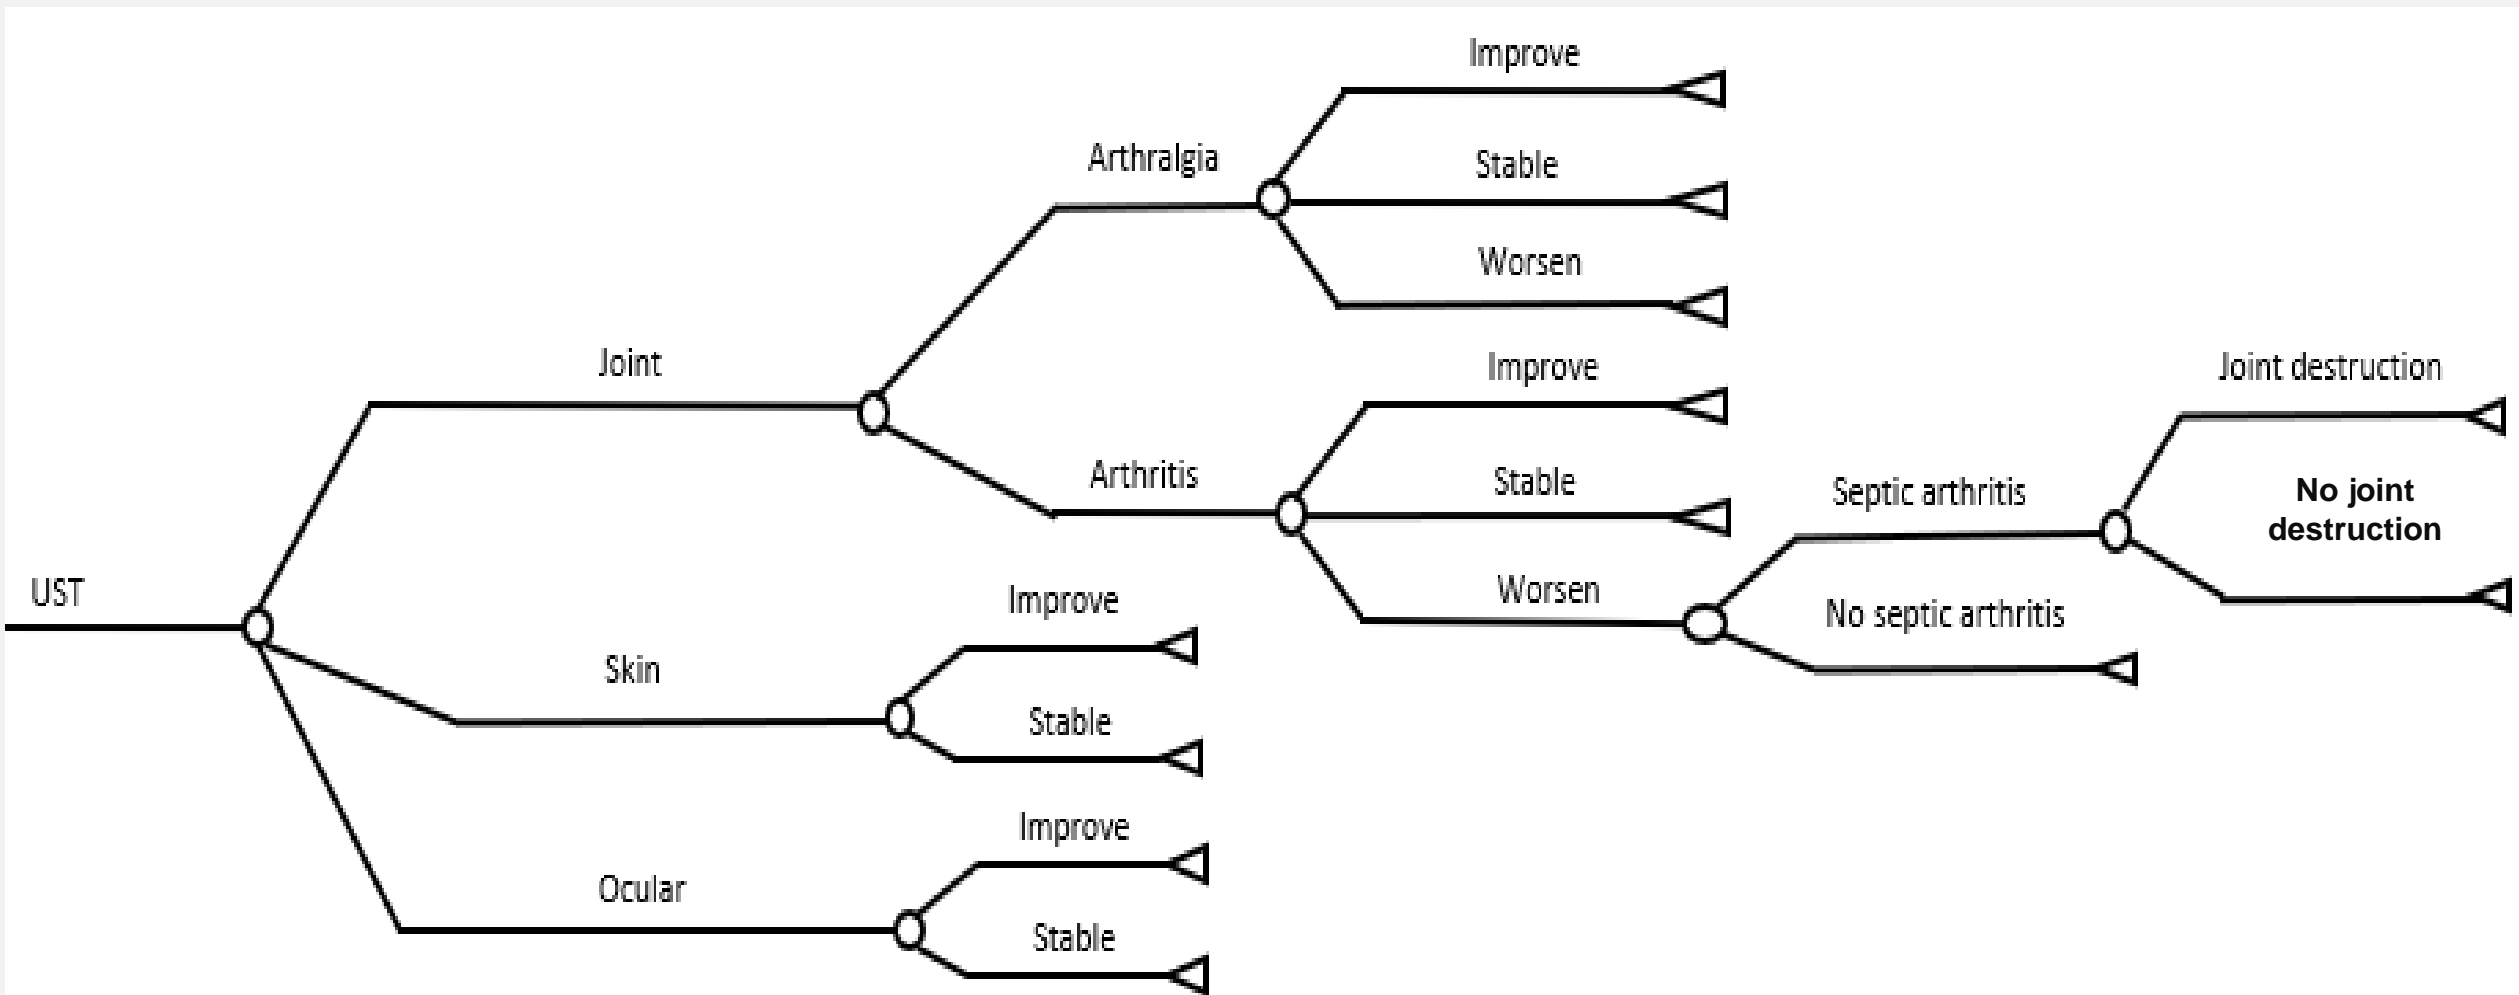 Improve
Arthralgia
Stable
Worsen
Joint
Improve
Joint destruction
Arthritis
Stable
Septic arthritis
No joint
destruction
UST
Improve
Worsen
No septic arthritis
Skin
Stable
Improve
Ocular
Stable